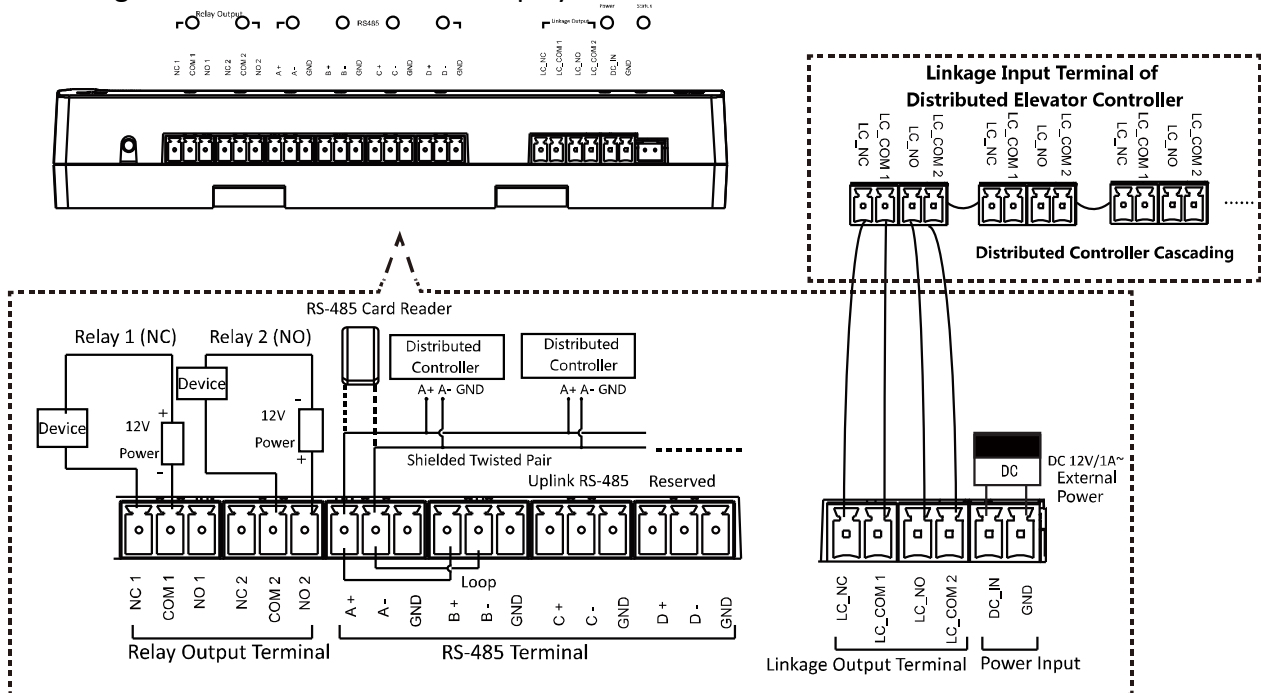 Relay Output
RS485
Linkage Output
Power
Status
NC 1
COM 1
NO 1
NC 2
COM 2
NO 2
A +
A -
GND
B +
B -
GND
C +
C -
GND
D +
D -
GND
LC_NC
LC_COM 1
LC_NO
LC_COM 2
DC_IN
GND
Linkage Input Terminal of
Distributed Elevator Controller
LC_NC
LC_COM 1
LC_NO
LC_COM 2
LC_NC
LC_COM 1
LC_NO
LC_COM 2
LC_NC
LC_COM 1
LC_NO
LC_COM 2
......
Distributed Controller Cascading
RS-485 Card Reader
Relay 1 (NC)
Relay 2 (NO)
Distributed
Controller
Distributed
Controller
A+ A- GND
A+ A- GND
Device
Device
12V
Power
+
-
12V
Power
-
+
Shielded Twisted Pair
Uplink RS-485
Reserved
DC
DC 12V/1A~
External
Power
Loop
NC 1
COM 1
NO 1
NC 2
COM 2
NO 2
A +
A -
GND
B +
B -
GND
C +
C -
GND
D +
D -
GND
LC_NC
LC_COM 1
LC_NO
LC_COM 2
DC_IN
GND
Relay Output Terminal
RS-485 Terminal
Linkage Output Terminal
Power Input